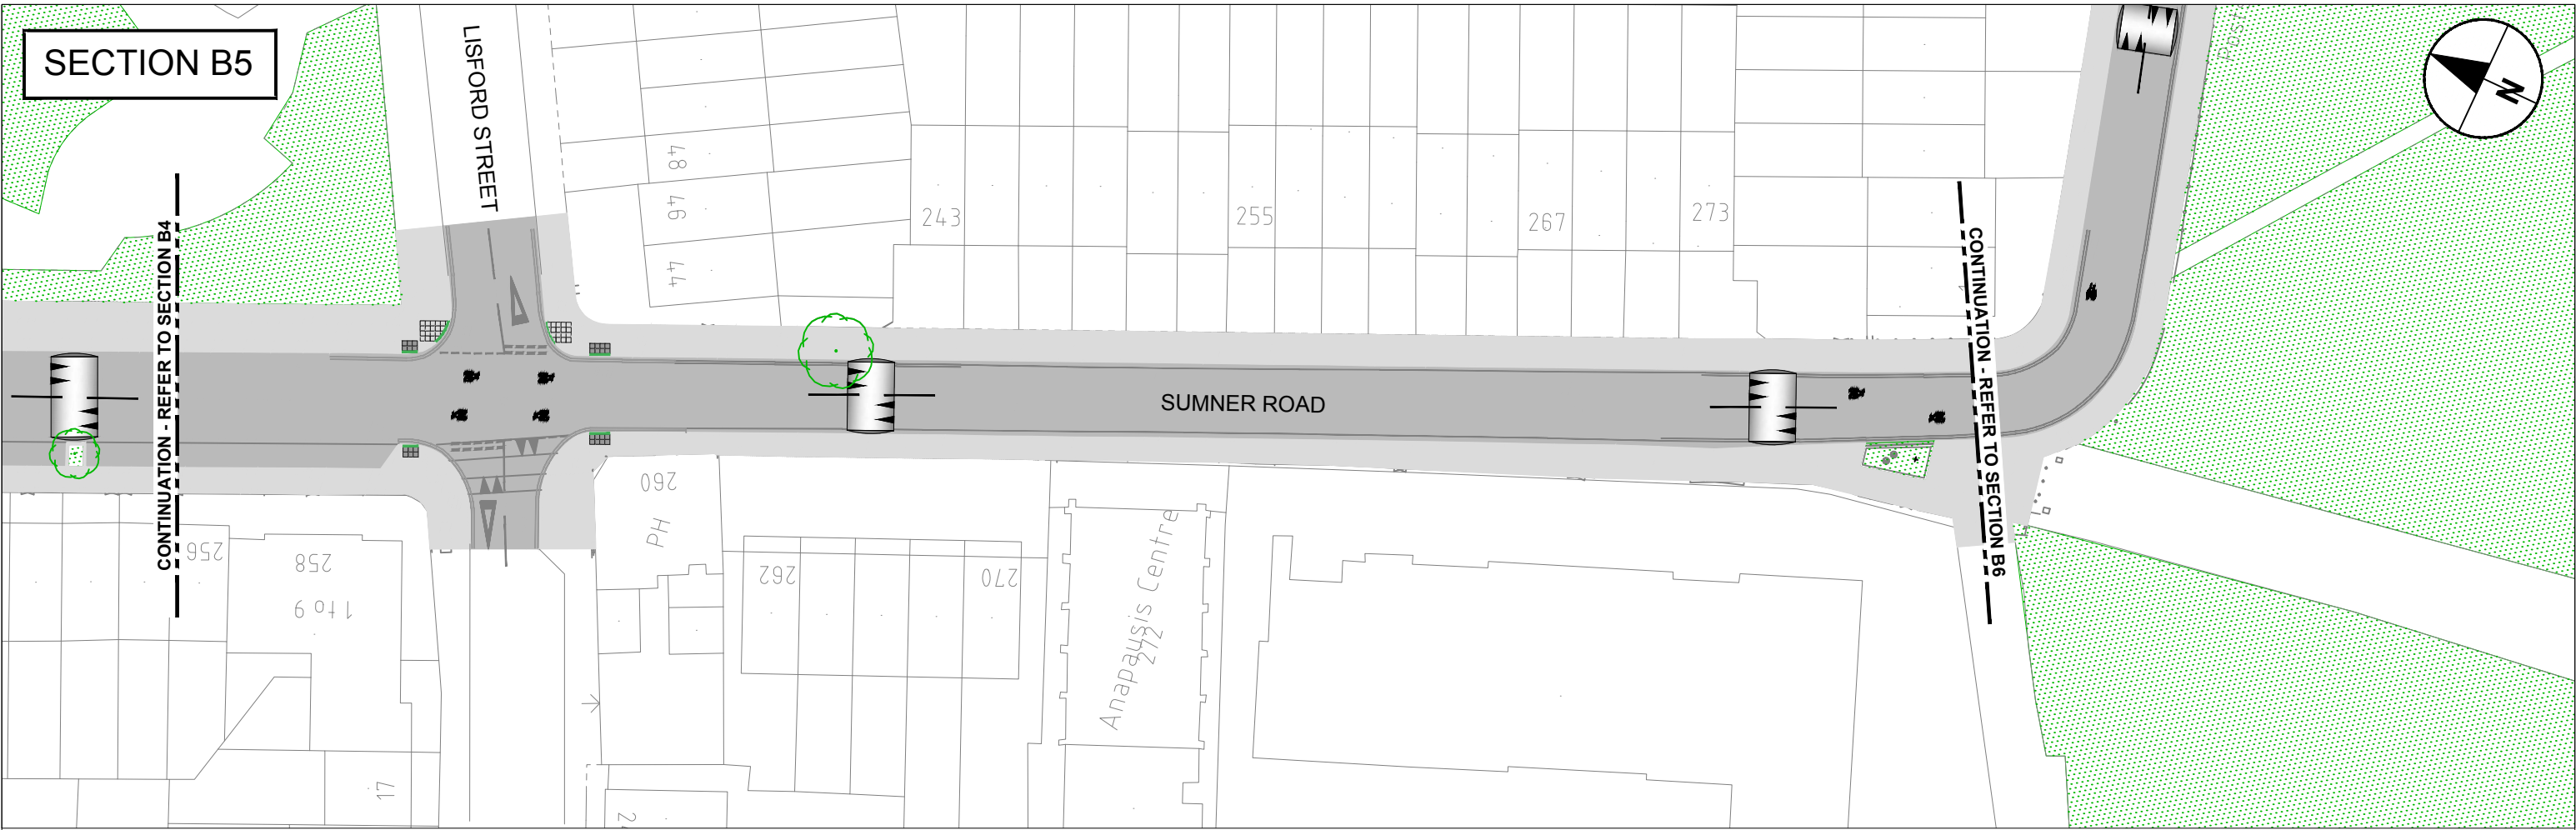 SECTION B5
LISFORD STREET
Post
N
CONTINUATION - REFER TO SECTION B4
48
46
44
243
255
267
273
CONTINUATION - REFER TO SECTION B6
SUMNER ROAD
256
258
1 to 9
17
260
PH
262
270
Anapausis Centre
272